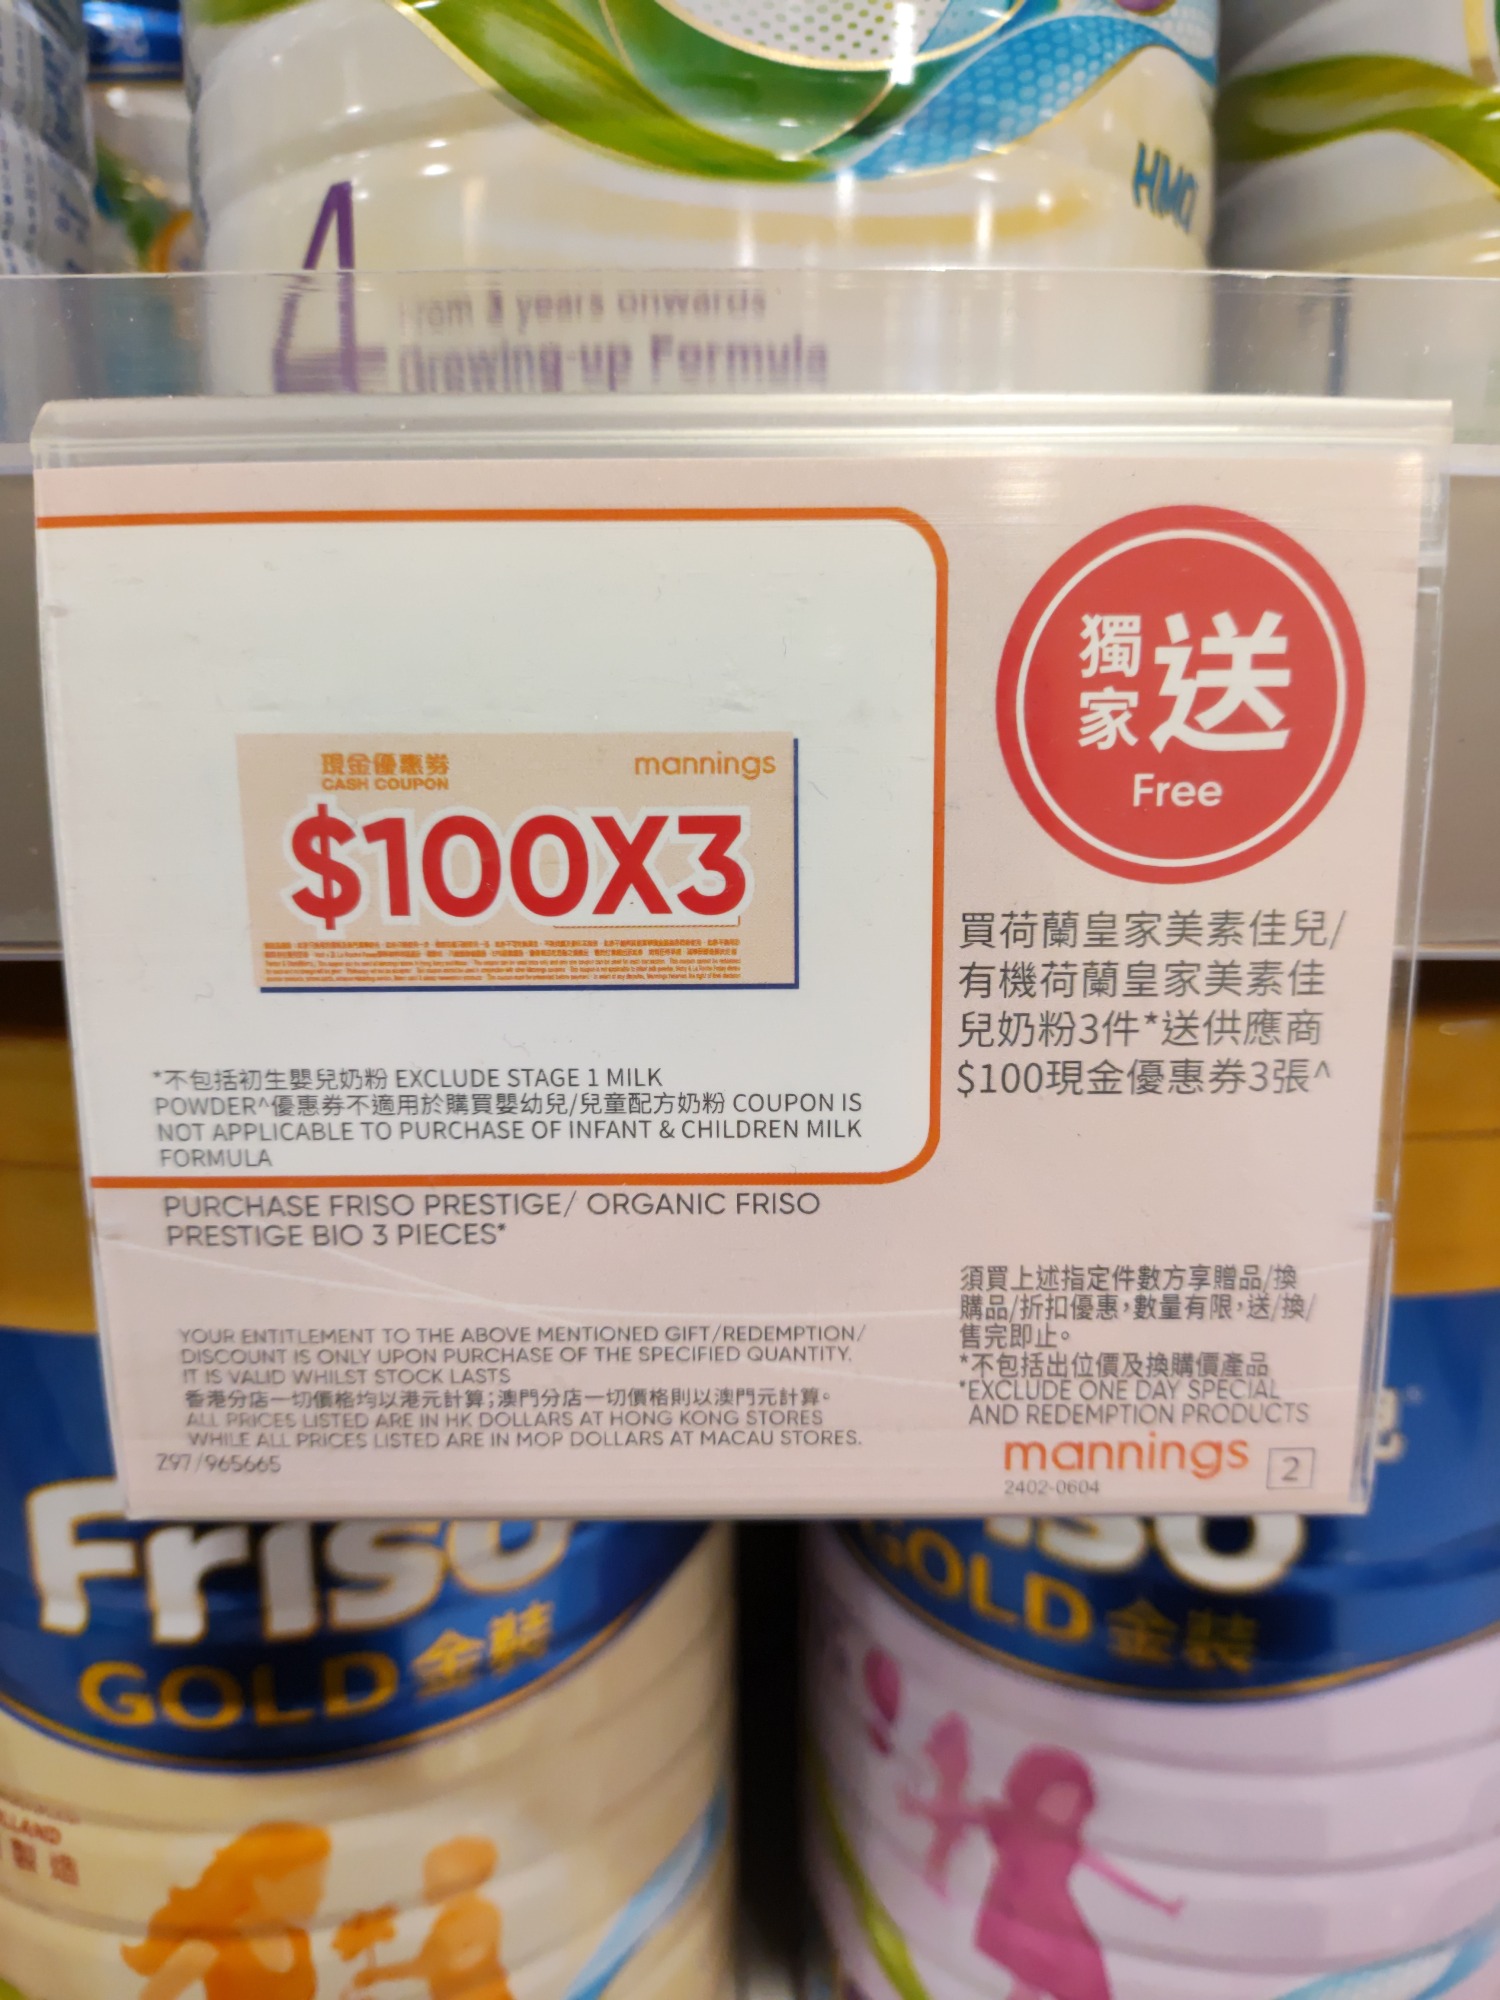 HMO
4
From 3 years onwards
Growing-up Formula
現金優惠券
CASH COUPON
mannings
$100X3
獨家送
Free
買荷蘭皇家美素佳兒/
有機荷蘭皇家美素佳
兒奶粉3件*送供應商
$100現金優惠券3張^
*不包括初生嬰兒奶粉 EXCLUDE STAGE 1 MILK
POWDER^優惠券不適用於購買嬰幼兒/兒童配方奶粉 COUPON IS
NOT APPLICABLE TO PURCHASE OF INFANT & CHILDREN MILK
FORMULA
PURCHASE FRISO PRESTIGE/ ORGANIC FRISO
PRESTIGE BIO 3 PIECES*
YOUR ENTITLEMENT TO THE ABOVE MENTIONED GIFT/REDEMPTION/
DISCOUNT IS ONLY UPON PURCHASE OF THE SPECIFIED QUANTITY.
IT IS VALID WHILST STOCK LASTS
香港分店一切價格均以港元計算;澳門分店一切價格則以澳門元計算。
ALL PRICES LISTED ARE IN HK DOLLARS AT HONG KONG STORES
WHILE ALL PRICES LISTED ARE IN MOP DOLLARS AT MACAU STORES.
Z97/965665
須買上述指定件數方享贈品/換
購品/折扣優惠,數量有限,送/換/
售完即止。
*不包括出位價及換購價產品
*EXCLUDE ONE DAY SPECIAL
AND REDEMPTION PRODUCTS
mannings 2
2402-0604
Friso
GOLD 金裝
GOLD 金裝
製造